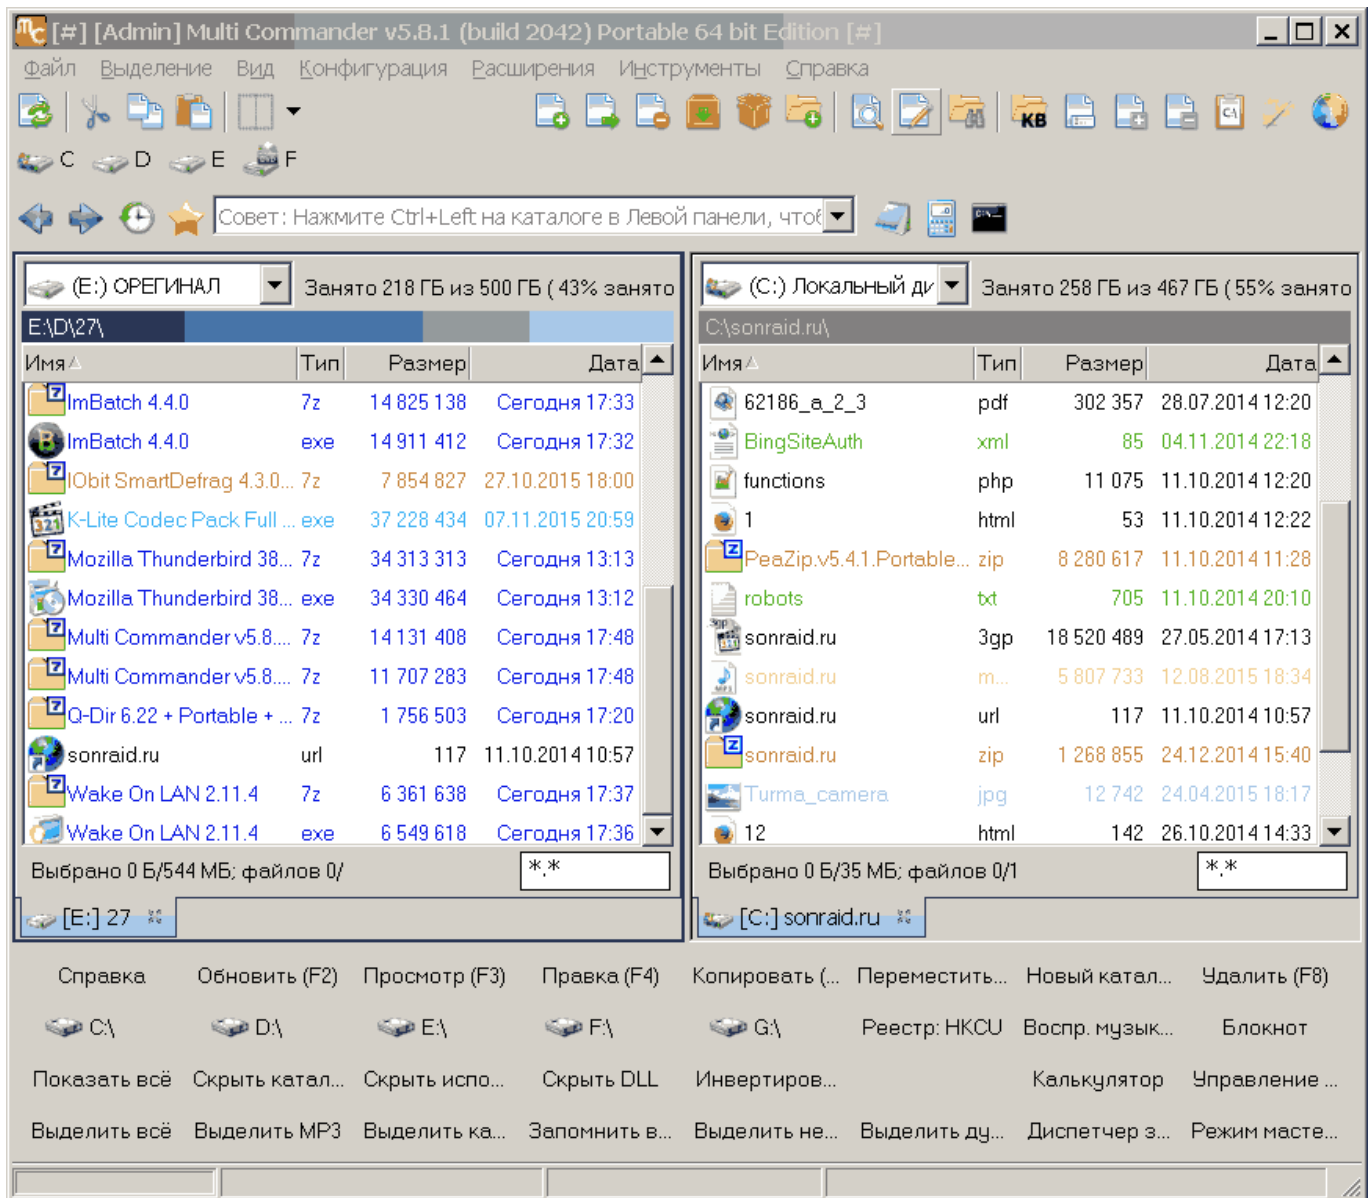 [#] [Admin] Multi Commander v5.8.1 (build 2042) Portable 64 bit Edition [#]
Файл Выделение Вид Конфигурация Расширения Инструменты Справка
KB
C D E F
Совет: Нажмите Ctrl+Left на каталоге в Левой панели, чтоб
(E:) ОРЕГИНАЛ Занято 218 ГБ из 500 ГБ ( 43% занято
E:\D\27\
Имя Тип Размер Дата
ImBatch 4.4.0 7z 14 825 138 Сегодня 17:33
ImBatch 4.4.0 exe 14 911 412 Сегодня 17:32
IObit SmartDefrag 4.3.0... 7z 7 854 827 27.10.2015 18:00
K-Lite Codec Pack Full ... exe 37 228 434 07.11.2015 20:59
Mozilla Thunderbird 38... 7z 34 313 313 Сегодня 13:13
Mozilla Thunderbird 38... exe 34 330 464 Сегодня 13:12
Multi Commander v5.8.... 7z 14 131 408 Сегодня 17:48
Multi Commander v5.8.... 7z 11 707 283 Сегодня 17:48
Q-Dir 6.22 + Portable + ... 7z 1 756 503 Сегодня 17:20
sonraid.ru url 117 11.10.2014 10:57
Wake On LAN 2.11.4 7z 6 361 638 Сегодня 17:37
Wake On LAN 2.11.4 exe 6 549 618 Сегодня 17:36
Выбрано 0 Б/544 МБ; файлов 0/ *.*
[E:] 27
(C:) Локальный ди Занято 258 ГБ из 467 ГБ ( 55% занято
C:\sonraid.ru\
Имя Тип Размер Дата
62186_a_2_3 pdf 302 357 28.07.2014 12:20
BingSiteAuth xml 85 04.11.2014 22:18
functions php 11 075 11.10.2014 12:20
1 html 53 11.10.2014 12:22
PeaZip.v5.4.1.Portable... zip 8 280 617 11.10.2014 11:28
robots txt 705 11.10.2014 20:10
sonraid.ru 3gp 18 520 489 27.05.2014 17:13
sonraid.ru m... 5 807 733 12.08.2015 18:34
sonraid.ru url 117 11.10.2014 10:57
sonraid.ru zip 1 268 855 24.12.2014 15:40
Turma_camera jpg 12 742 24.04.2015 18:17
12 html 142 26.10.2014 14:33
Выбрано 0 Б/35 МБ; файлов 0/1 *.*
[C:] sonraid.ru
Справка Обновить (F2) Просмотр (F3) Правка (F4) Копировать (... Переместить... Новый катал... Удалить (F8)
C:\ D:\ E:\ F:\ G:\ Реестр: HKCU Воспр. музык... Блокнот
Показать всё Скрыть катал... Скрыть испо... Скрыть DLL Инвертиров... Калькулятор Управление ...
Выделить всё Выделить MP3 Выделить ка... Запомнить в... Выделить не... Выделить ду... Диспетчер з... Режим масте...